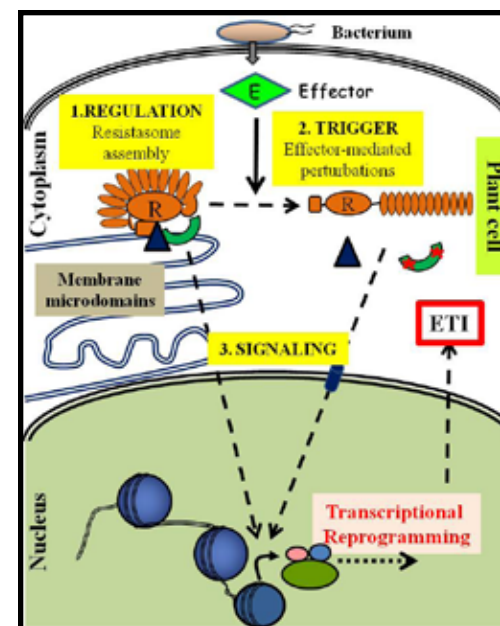 Bacterium
E
Effector
1.REGULATION
Resistasome
assembly
2. TRIGGER
Effector-mediated
perturbations
Cytoplasm
Plant cell
R
R
Membrane
microdomains
ETI
3. SIGNALING
Transcriptional
Reprogramming
Nucleus